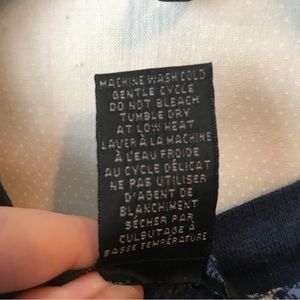 MACHINE WASH COLD
GENTLE CYCLE
DO NOT BLEACH
TUMBLE DRY
AT LOW HEAT
LAVER À LA MACHINE
À L'EAU FROIDE
AU CYCLE DÉLICAT
NE PAS UTILISER
D'AGENT DE
BLANCHIMENT
SÉCHER PAR
CULBUTAGE À
BASSE TEMPÉRATURE